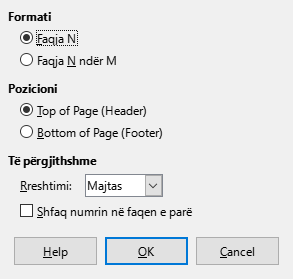 Formati
Faqja N
Faqja N ndër M
Pozicioni
Top of Page (Header)
Bottom of Page (Footer)
Të përgjithshme
Rreshtimi: Majtas
Shfaq numrin në faqen e parë
Help OK Cancel